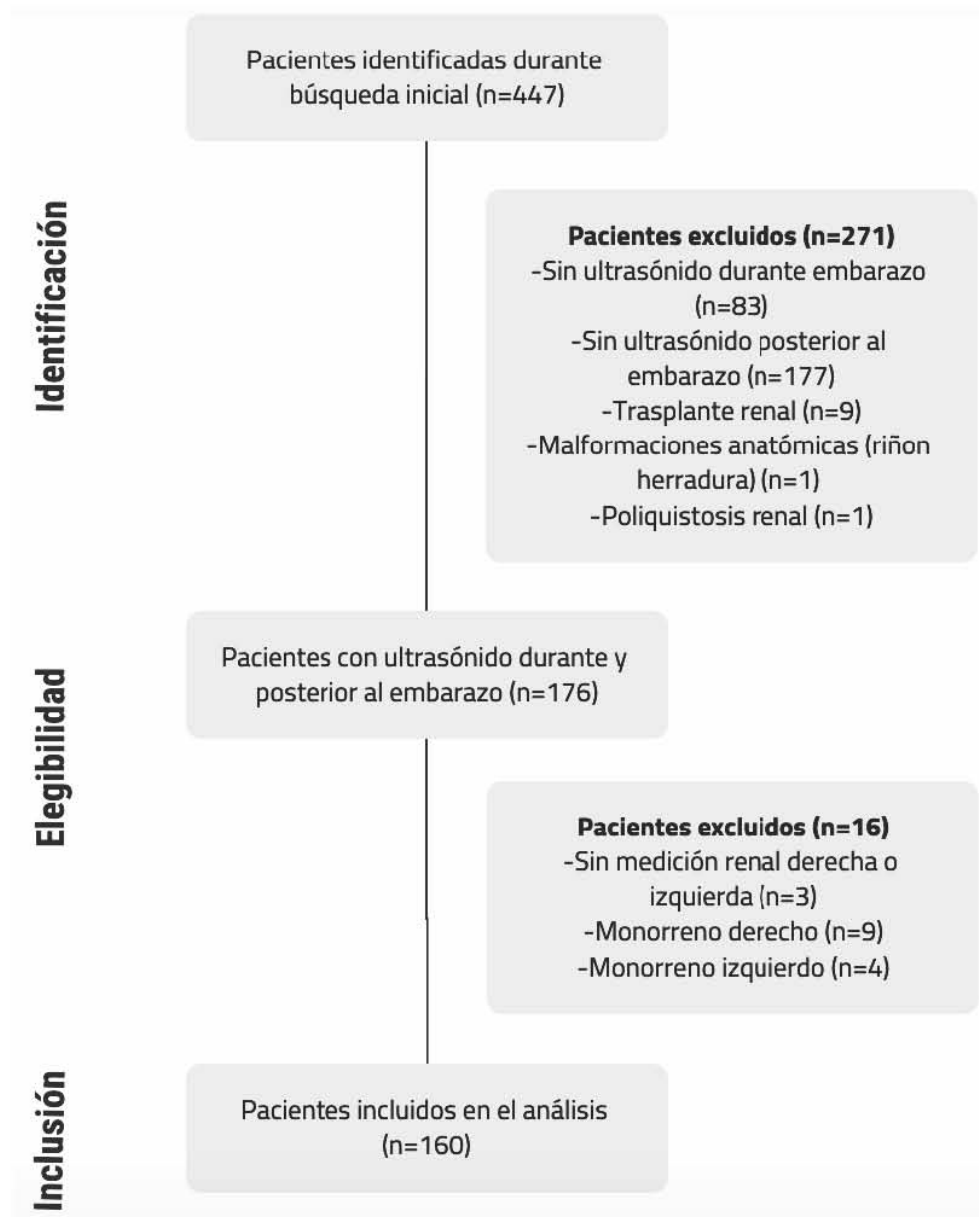 Pacientes identificadas durante
búsqueda inicial (n=447)
Identificación
Pacientes excluidos (n=271)
-Sin ultrasónido durante embarazo
(n=83)
-Sin ultrasónido posterior al
embarazo (n=177)
-Trasplante renal (n=9)
-Malformaciones anatómicas (riñon
herradura) (n=1)
-Poliquistosis renal (n=1)
Elegibilidad
Pacientes con ultrasónido durante y
posterior al embarazo (n=176)
Pacientes excluidos (n=16)
-Sin medición renal derecha o
izquierda (n=3)
-Monorreno derecho (n=9)
-Monorreno izquierdo (n=4)
Inclusión
Pacientes incluidos en el análisis
(n=160)